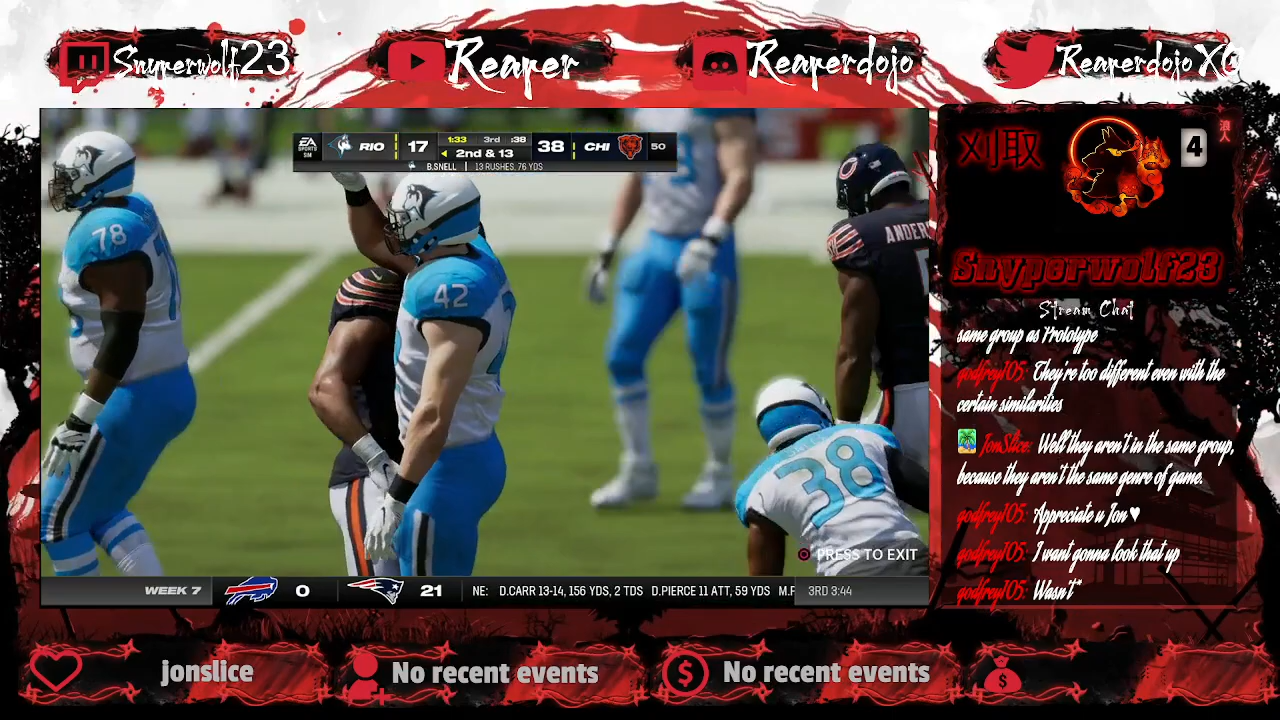 Snyperwolf23
Reaper
Reaperdojo
ReaperdojoXG
EA SPORTS SIM
RIO 17 1:33 3rd :38 38 CHI 50
2nd & 13
B.SNELL | 13 RUSHES, 76 YDS
78
42
38
ANDER
PRESS TO EXIT
WEEK 7 0 21 NE: D.CARR 13-14, 156 YDS, 2 TDS D.PIERCE 11 ATT, 59 YDS M.F 3RD 3:44
刈取
浪人
4
Snyperwolf23
Stream Chat
same group as Prototype
godfrey105: They're too different even with the
certain similarities
JonSlice: Well they aren't in the same group,
because they aren't the same genre of game.
godfrey105: Appreciate u Jon ♥
godfrey105: I want gonna look that up
godfrey105: Wasn't*
jonslice
No recent events
No recent events